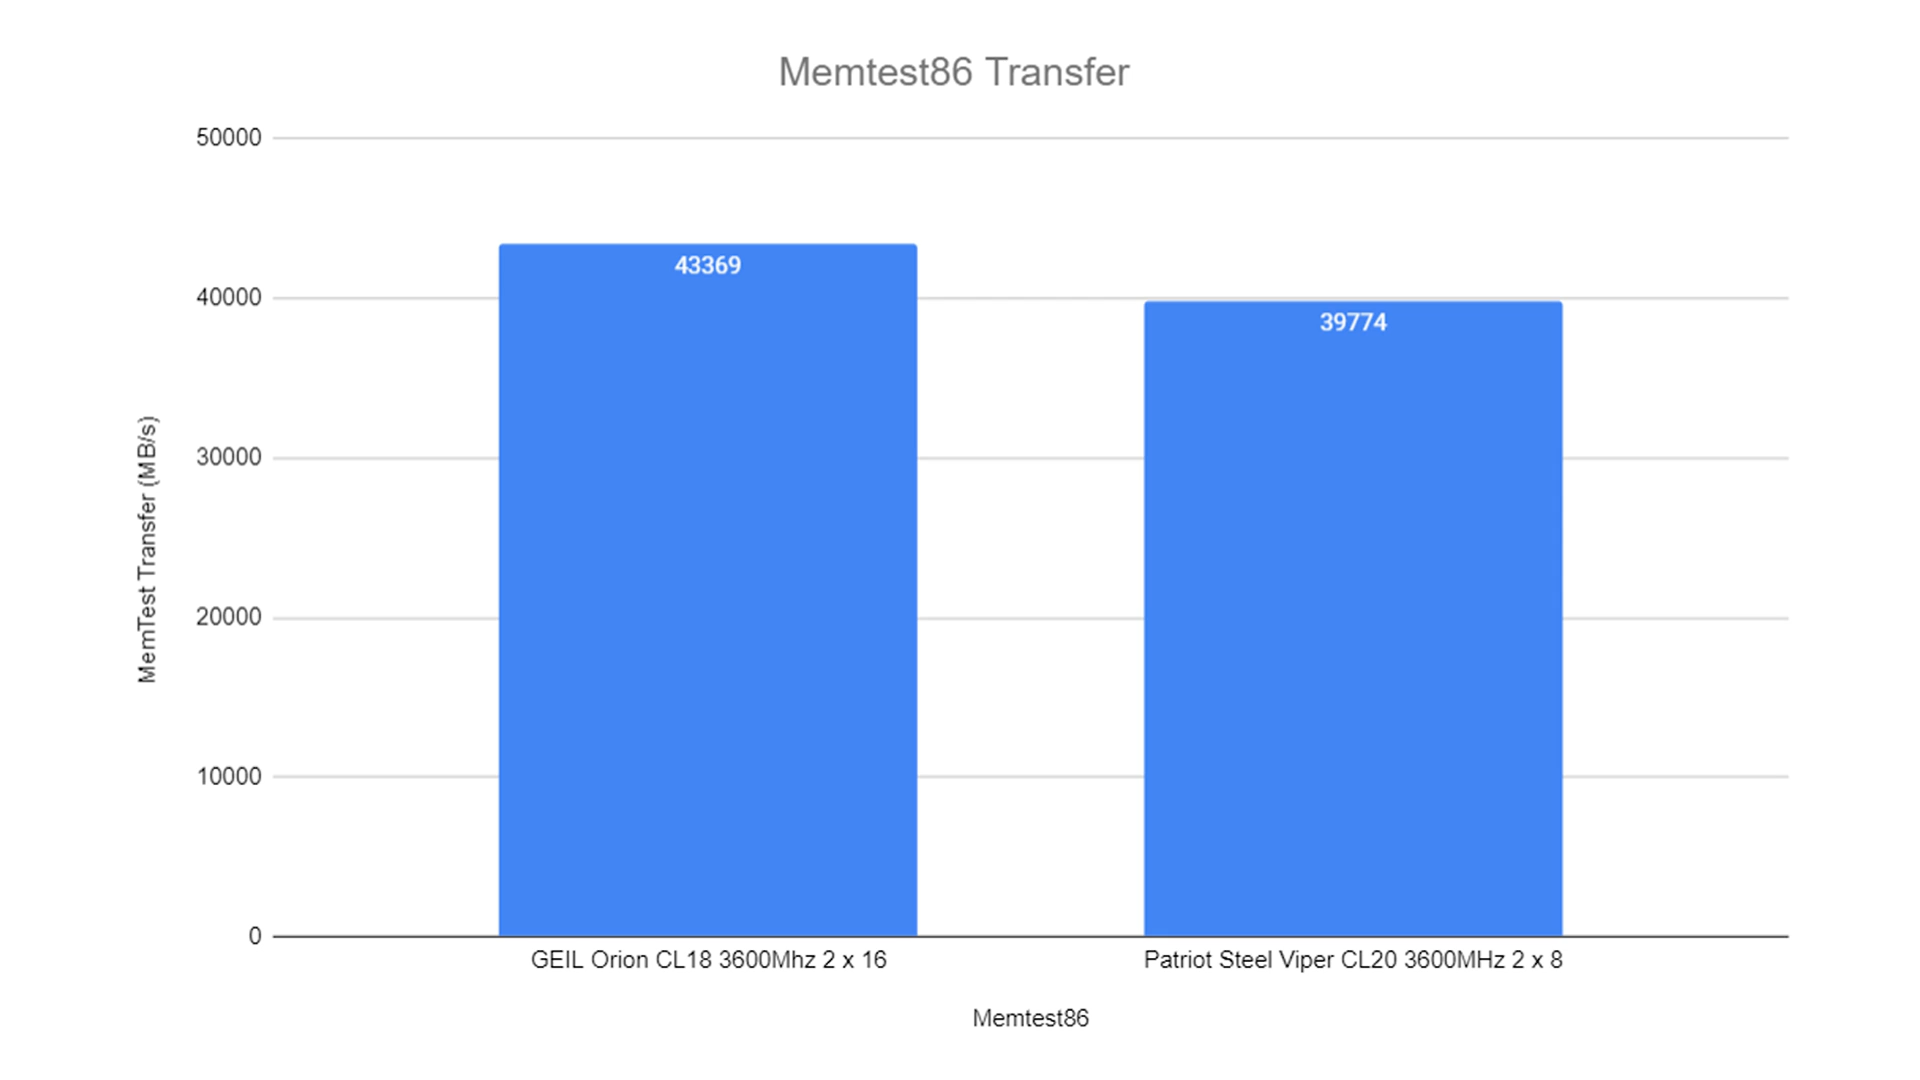 Memtest86 Transfer
50000
40000
30000
20000
10000
0
MemTest Transfer (MB/s)
43369
39774
GEIL Orion CL18 3600Mhz 2 x 16
Patriot Steel Viper CL20 3600MHz 2 x 8
Memtest86